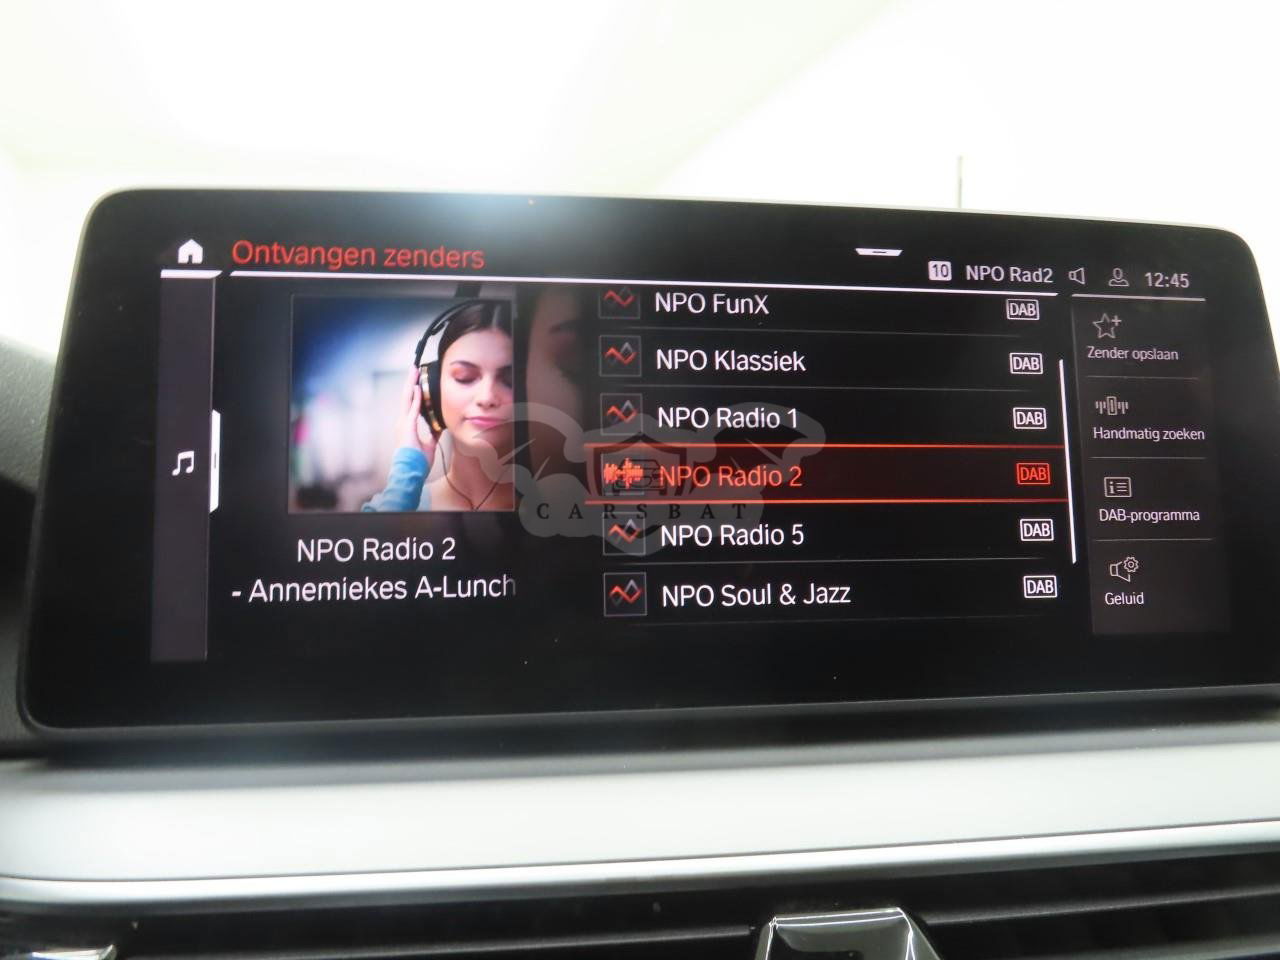 Ontvangen zenders
10 NPO Rad2 12:45
NPO FunX DAB
NPO Klassiek DAB
NPO Radio 1 DAB
NPO Radio 2 DAB
NPO Radio 5 DAB
NPO Soul & Jazz DAB
NPO Radio 2
- Annemiekes A-Lunch
Zender opslaan
Handmatig zoeken
DAB-programma
Geluid
CARSBAT